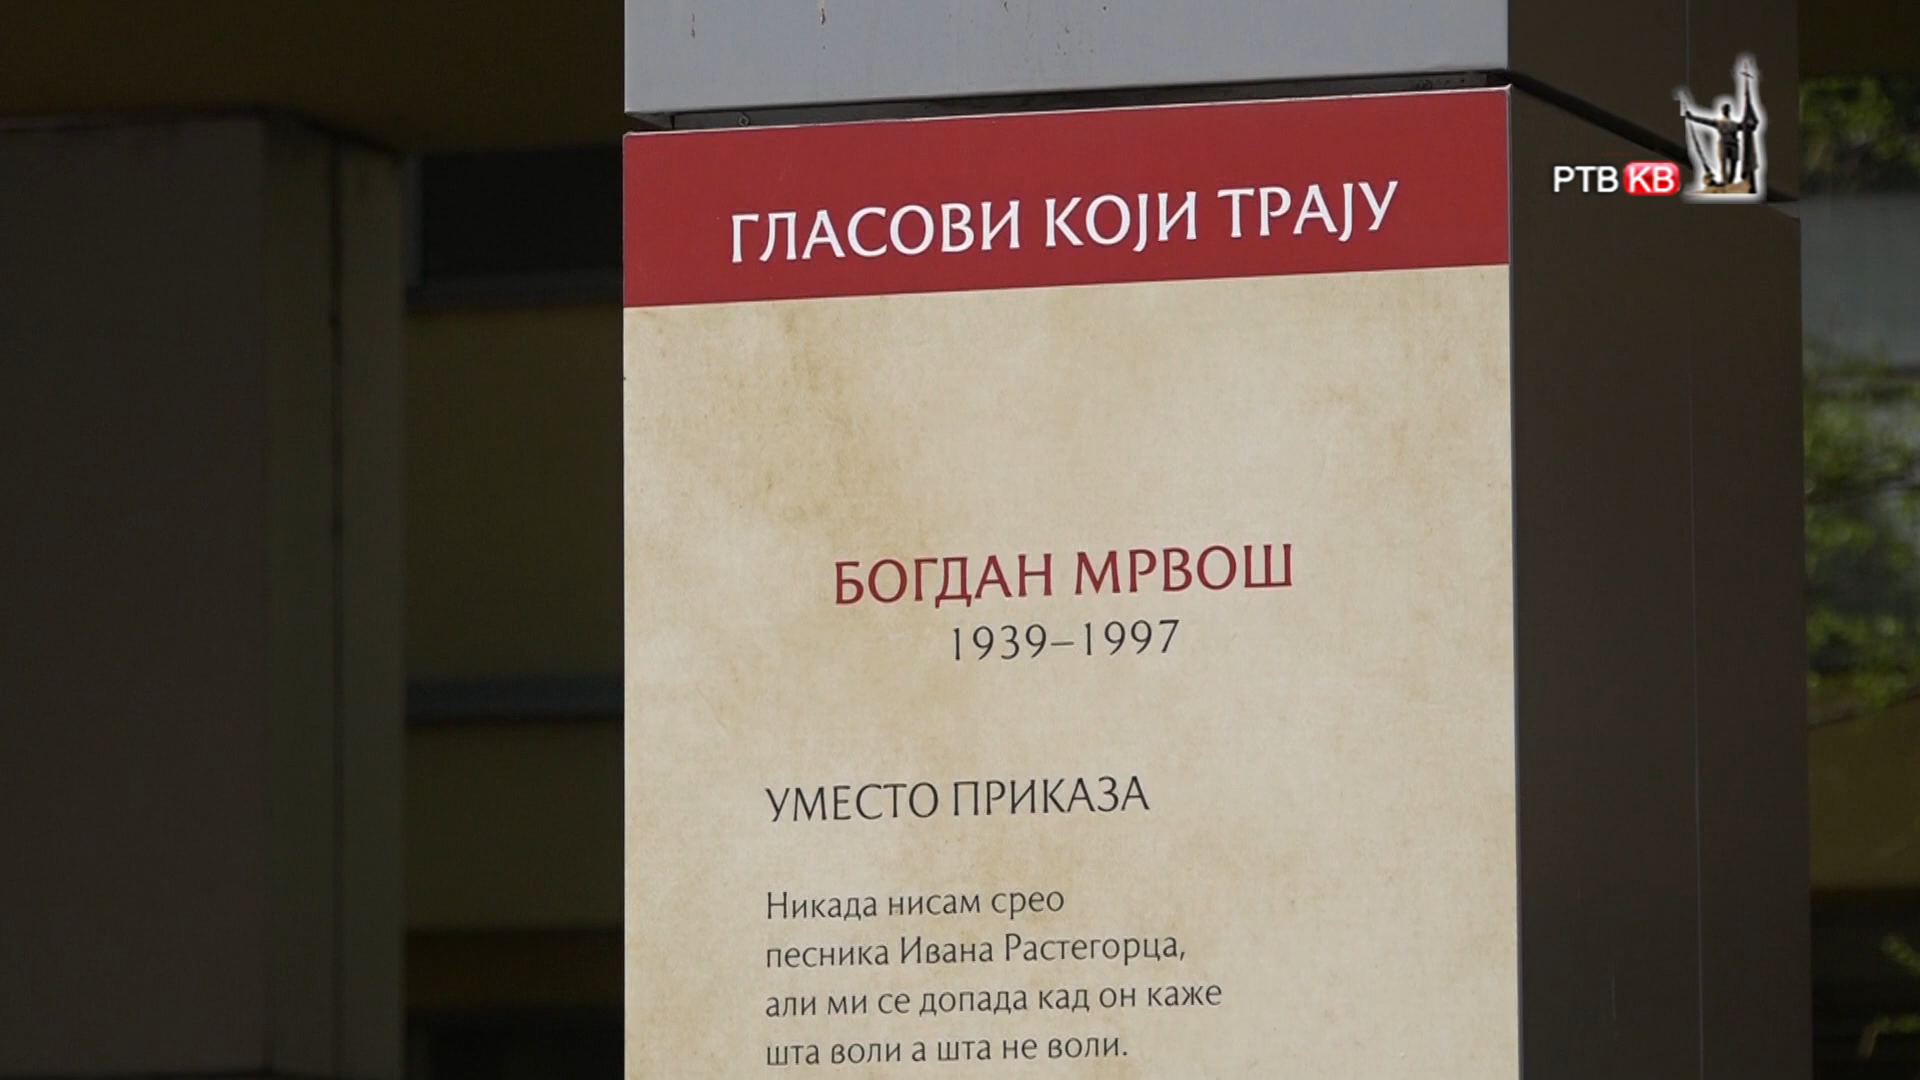 РТВ КВ
ГЛАСОВИ КОЈИ ТРАЈУ
БОГДАН МРВОШ
1939–1997
УМЕСТО ПРИКАЗА
Никада нисам срео
песника Ивана Растегорца,
али ми се допада кад он каже
шта воли а шта не воли.